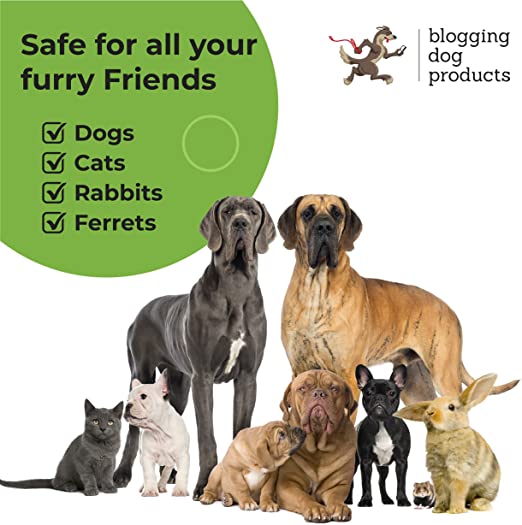 Safe for all your
furry Friends
Dogs
Cats
Rabbits
Ferrets
blogging
dog
products